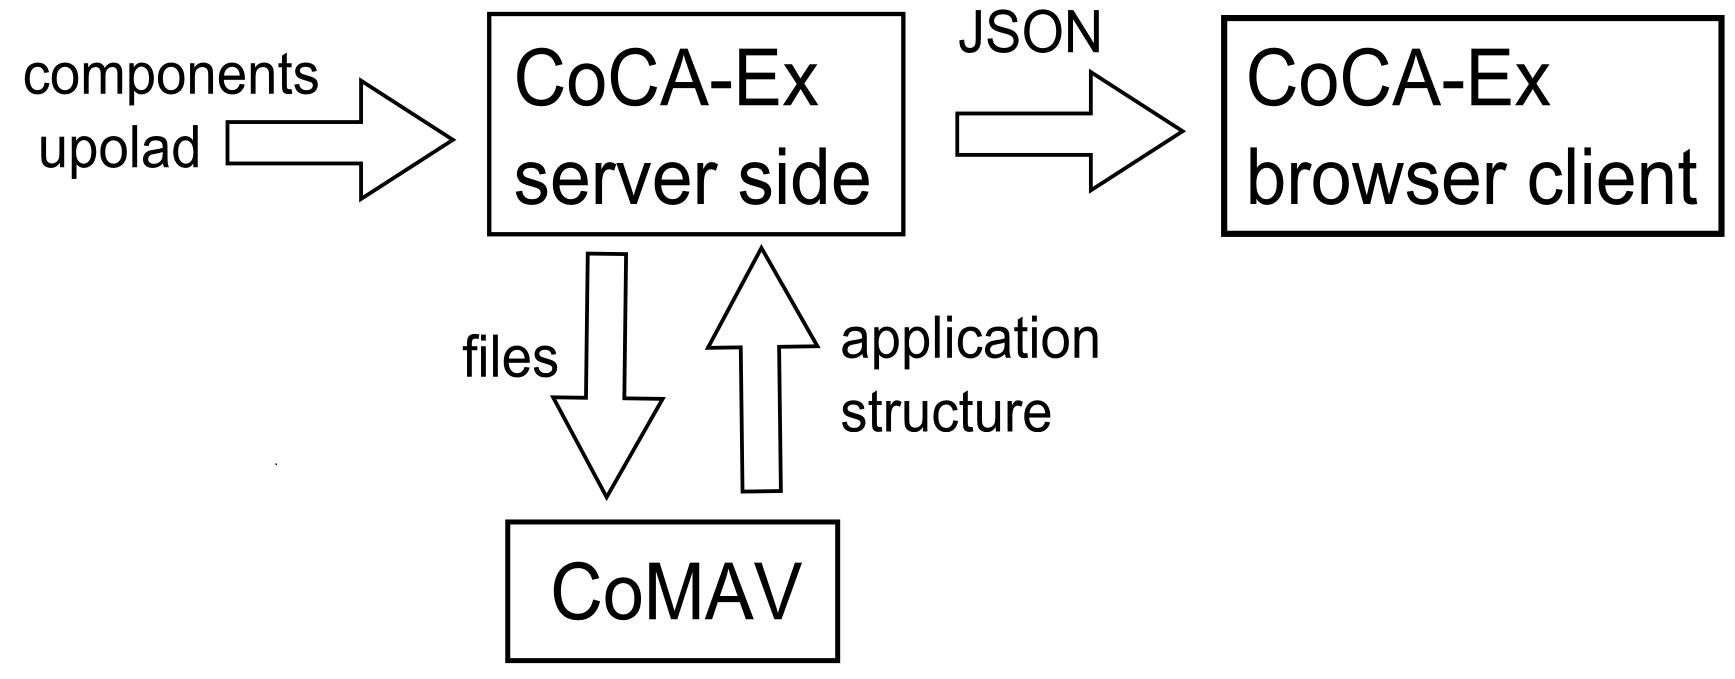 components
upolad
CoCA-Ex
server side
JSON
CoCA-Ex
browser client
files
application
structure
CoMAV